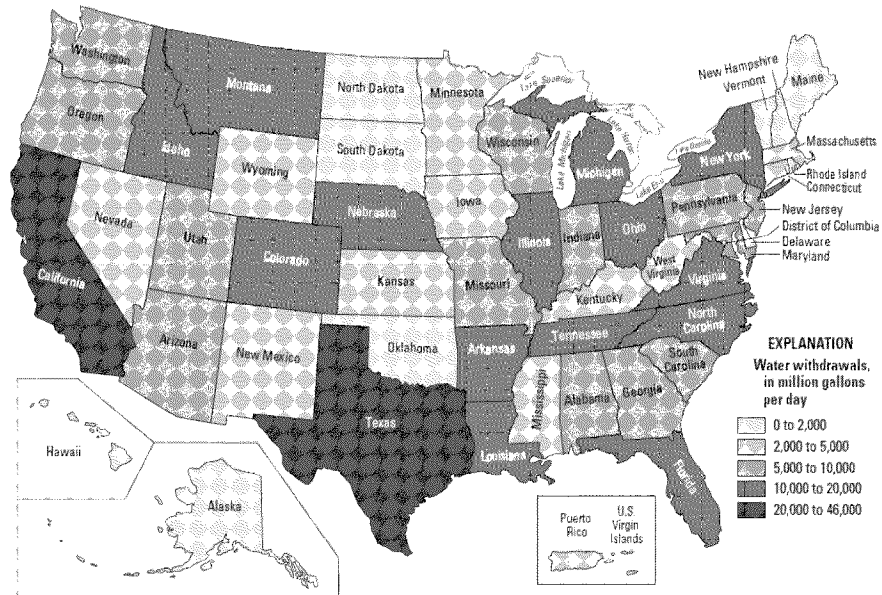 Washington
Montana
North Dakota
Minnesota
Lake Superior
New Hampshire
Vermont
Maine
Oregon
Idaho
South Dakota
Wisconsin
Lake Michigan
Lake Huron
Michigan
Lake Ontario
New York
Massachusetts
Wyoming
Lake Erie
Rhode Island
Connecticut
Nevada
Utah
Nebraska
Iowa
Illinois
Indiana
Ohio
Pennsylvania
New Jersey
District of Columbia
Delaware
Maryland
California
Colorado
Kansas
Missouri
West
Virginia
Virginia
Kentucky
Arizona
New Mexico
Oklahoma
Arkansas
Tennessee
North
Carolina
South
Carolina
Texas
Louisiana
Mississippi
Alabama
Georgia
Florida
EXPLANATION
Water withdrawals,
in million gallons
per day
0 to 2,000
2,000 to 5,000
5,000 to 10,000
10,000 to 20,000
20,000 to 46,000
Hawaii
Alaska
Puerto
Rico
U.S.
Virgin
Islands